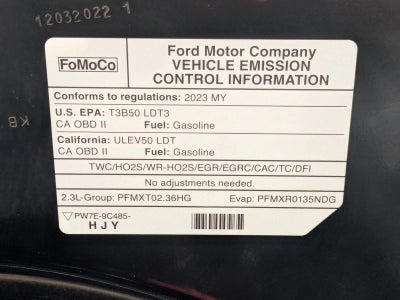 12032022 1
FoMoCo
Ford Motor Company
VEHICLE EMISSION
CONTROL INFORMATION
Conforms to regulations: 2023 MY
U.S. EPA: T3B50 LDT3
CA OBD II Fuel: Gasoline
California: ULEV50 LDT
CA OBD II Fuel: Gasoline
TWC/HO2S/WR-HO2S/EGR/EGRC/CAC/TC/DFI
No adjustments needed.
2.3L-Group: PFMXT02.36HG Evap: PFMXR0135NDG
PW7E-9C485-
HJY
KB